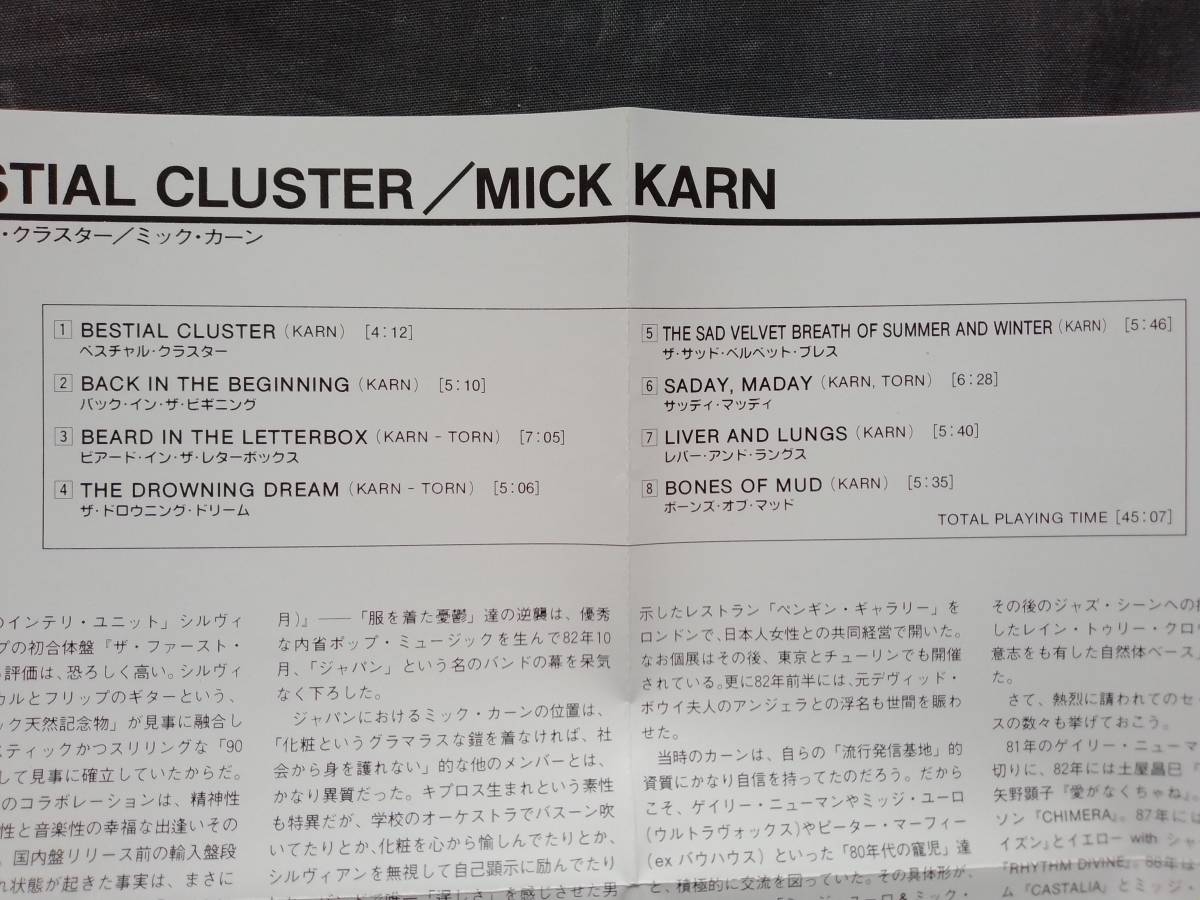 STIAL CLUSTER／MICK KARN
・クラスター／ミック・カーン
1 BESTIAL CLUSTER (KARN) [4:12]
ベスチャル・クラスター
2 BACK IN THE BEGINNING (KARN) [5:10]
バック・イン・ザ・ビギニング
3 BEARD IN THE LETTERBOX (KARN - TORN) [7:05]
ビアード・イン・ザ・レターボックス
4 THE DROWNING DREAM (KARN - TORN) [5:06]
ザ・ドロウニング・ドリーム
5 THE SAD VELVET BREATH OF SUMMER AND WINTER (KARN) [5:46]
ザ・サッド・ベルベット・ブレス
6 SADAY, MADAY (KARN, TORN) [6:28]
サッディ・マッディ
7 LIVER AND LUNGS (KARN) [5:40]
レバー・アンド・ラングス
8 BONES OF MUD (KARN) [5:35]
ボーンズ・オブ・マッド
TOTAL PLAYING TIME [45:07]
のインテリ・ユニット」シルヴィ
プの初合体盤『ザ・ファースト・
評価は、恐ろしく高い。シルヴィ
カルとフリップのギターという、
ック天然記念物」が見事に融合し
スティックかつスリリングな「90
して見事に確立していたからだ。
のコラボレーションは、精神性
性と音楽性の幸福な出逢いその
。国内盤リリース前の輸入盤段
れ状態が起きた事実は、まさに
月)』――「服を着た憂鬱」達の逆襲は、優秀
な内省ポップ・ミュージックを生んで82年10
月、「ジャパン」という名のバンドの幕を呆気
なく下ろした。
ジャパンにおけるミック・カーンの位置は、
「化粧というグラマラスな鎧を着なければ、社
会から身を護れない」的な他のメンバーとは、
かなり異質だった。キプロス生まれという素性
も特異だが、学校のオーケストラでバスーン吹
いてたりとか、化粧を心から愉しんでたりとか、
シルヴィアンを無視して自己顕示に励んでたり
「逞しさ」を感じさせた男
示したレストラン「ペンギン・ギャラリー」を
ロンドンで、日本人女性との共同経営で開いた。
なお個展はその後、東京とチューリンでも開催
されている。更に82年前半には、元デヴィッド・
ボウイ夫人のアンジェラとの浮名も世間を賑わ
せた。
当時のカーンは、自らの「流行発信基地」的
資質にかなり自信を持ってたのだろう。だから
こそ、ゲイリー・ニューマンやミッジ・ユーロ
(ウルトラヴォックス)やピーター・マーフィー
(ex バウハウス) といった「80年代の寵児」達
と、積極的に交流を図っていた。その具体形が、
その後のジャズ・シーンへの
したレイン・トゥリー・クロ
意志をも有した自然体ベース」
た。
さて、熱烈に請われてのセ
スの数々も挙げておこう。
81年のゲイリー・ニューマ
切りに、82年には土屋昌巳『
矢野顕子『愛がなくちゃね。』
ソン『CHIMERA』。87年には
イズン』とイエロー with シャ
『RHYTHM DIVINE』。88年は
ム『CASTALIA』とミッジ・